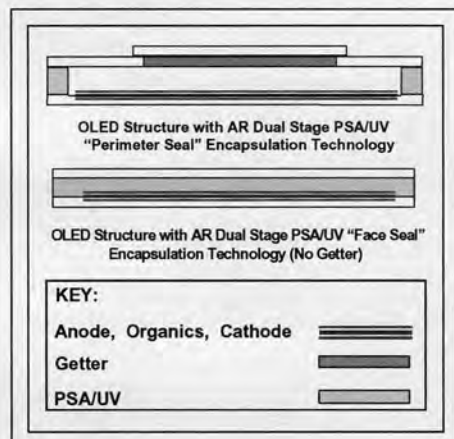 OLED Structure with AR Dual Stage PSA/UV
“Perimeter Seal” Encapsulation Technology
OLED Structure with AR Dual Stage PSA/UV “Face Seal”
Encapsulation Technology (No Getter)
KEY:
Anode, Organics, Cathode
Getter
PSA/UV